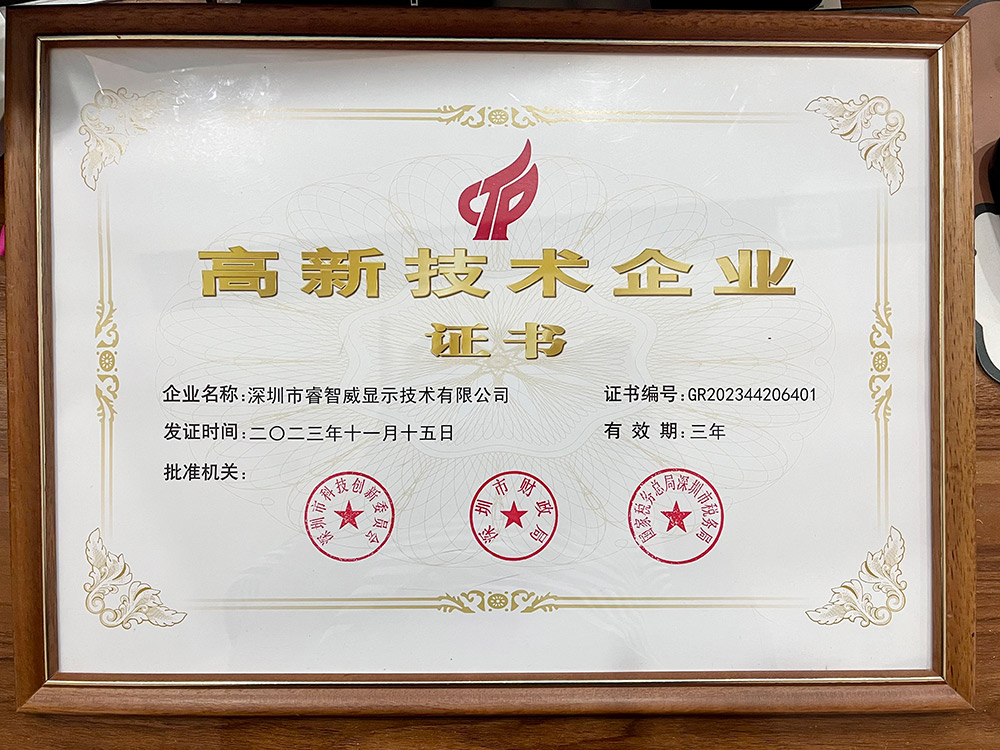 高新技术企业
证书
企业名称:深圳市睿智威显示技术有限公司
证书编号:GR202344206401
发证时间:二〇二三年十一月十五日
有效期:三年
批准机关:
深圳市科技创新委员会
深圳市财政局
国家税务总局深圳市税务局